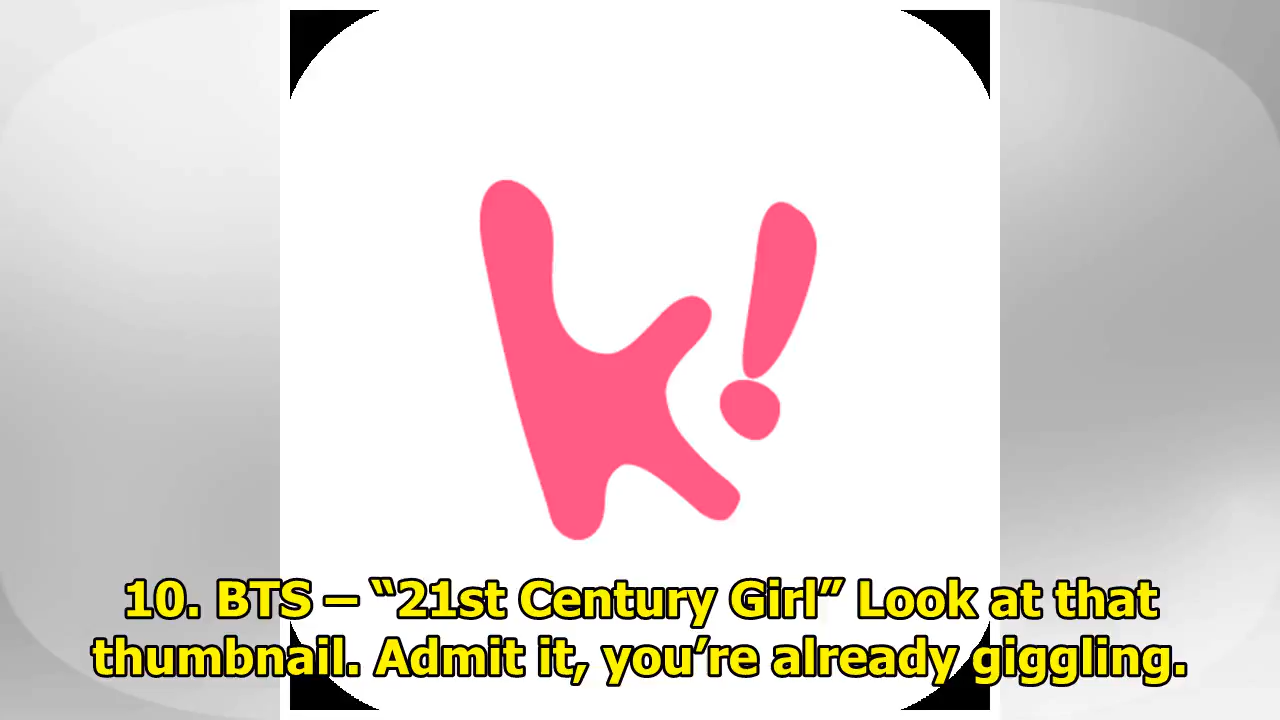 k!
10. BTS – “21st Century Girl” Look at that
thumbnail. Admit it, you’re already giggling.